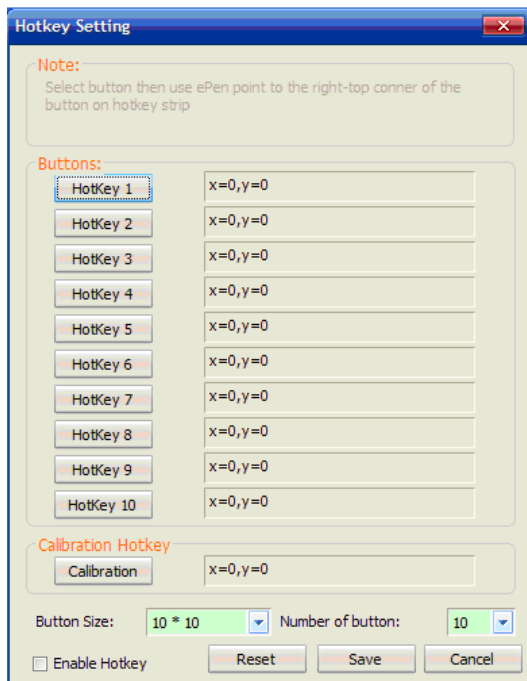 Hotkey Setting
Note:
Select button then use ePen point to the right-top conner of the
button on hotkey strip
Buttons:
HotKey 1 x=0,y=0
HotKey 2 x=0,y=0
HotKey 3 x=0,y=0
HotKey 4 x=0,y=0
HotKey 5 x=0,y=0
HotKey 6 x=0,y=0
HotKey 7 x=0,y=0
HotKey 8 x=0,y=0
HotKey 9 x=0,y=0
HotKey 10 x=0,y=0
Calibration Hotkey
Calibration x=0,y=0
Button Size: 10 * 10 Number of button: 10
Enable Hotkey Reset Save Cancel